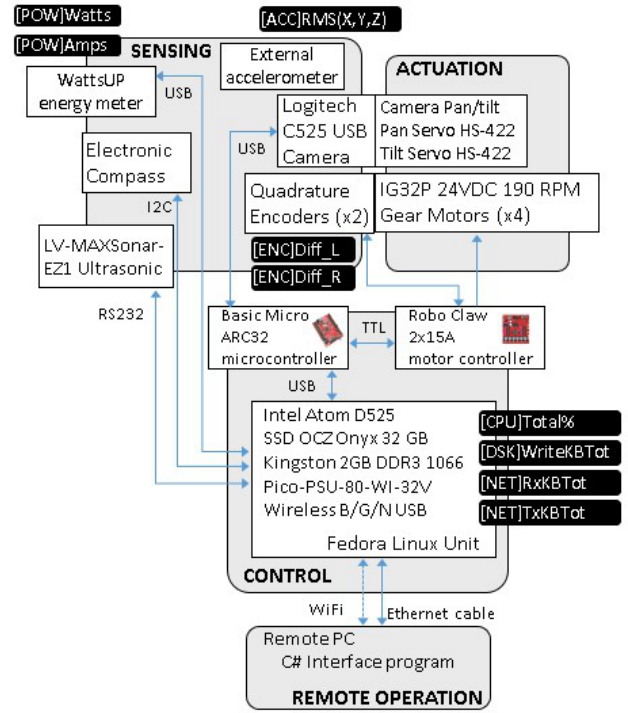 [POW]Watts
[ACC]RMS(X,Y,Z)
[POW]Amps
SENSING
External
accelerometer
ACTUATION
WattsUP
energy meter
USB
Logitech
C525 USB
Camera
Camera Pan/tilt
Pan Servo HS-422
Tilt Servo HS-422
USB
Electronic
Compass
I2C
Quadrature
Encoders (x2)
IG32P 24VDC 190 RPM
Gear Motors (x4)
LV-MAXSonar-
EZ1 Ultrasonic
[ENC]Diff_L
[ENC]Diff_R
RS232
Basic Micro
ARC32
microcontroller
TTL
Robo Claw
2x15A
motor controller
USB
Intel Atom D525
SSD OCZ Onyx 32 GB
Kingston 2GB DDR3 1066
Pico-PSU-80-WI-32V
Wireless B/G/N USB
Fedora Linux Unit
[CPU]Total%
[DSK]WriteKBTot
[NET]RxKBTot
[NET]TxKBTot
CONTROL
WiFi
Ethernet cable
Remote PC
C# Interface program
REMOTE OPERATION